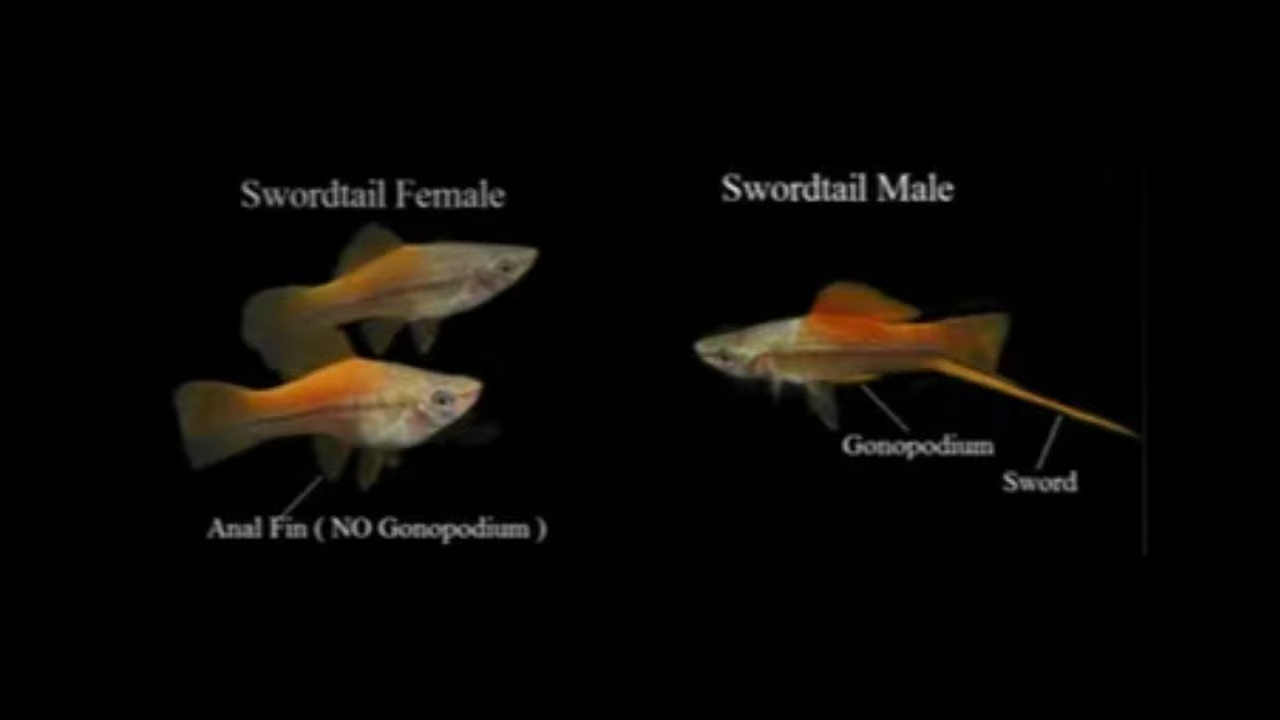 Swordtail Female
Swordtail Male
Gonopodium
Sword
Anal Fin ( NO Gonopodium )